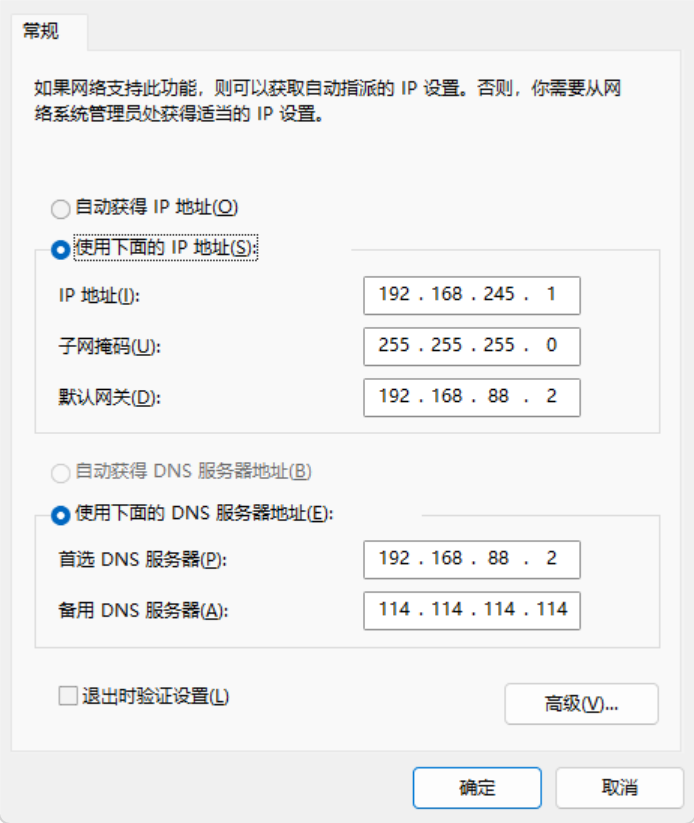 常规
如果网络支持此功能，则可以获取自动指派的 IP 设置。否则，你需要从网
络系统管理员处获得适当的 IP 设置。
自动获得 IP 地址(O)
使用下面的 IP 地址(S):
IP 地址(I): 192 . 168 . 245 . 1
子网掩码(U): 255 . 255 . 255 . 0
默认网关(D): 192 . 168 . 88 . 2
自动获得 DNS 服务器地址(B)
使用下面的 DNS 服务器地址(E):
首选 DNS 服务器(P): 192 . 168 . 88 . 2
备用 DNS 服务器(A): 114 . 114 . 114 . 114
退出时验证设置(L)
高级(V)...
确定 取消